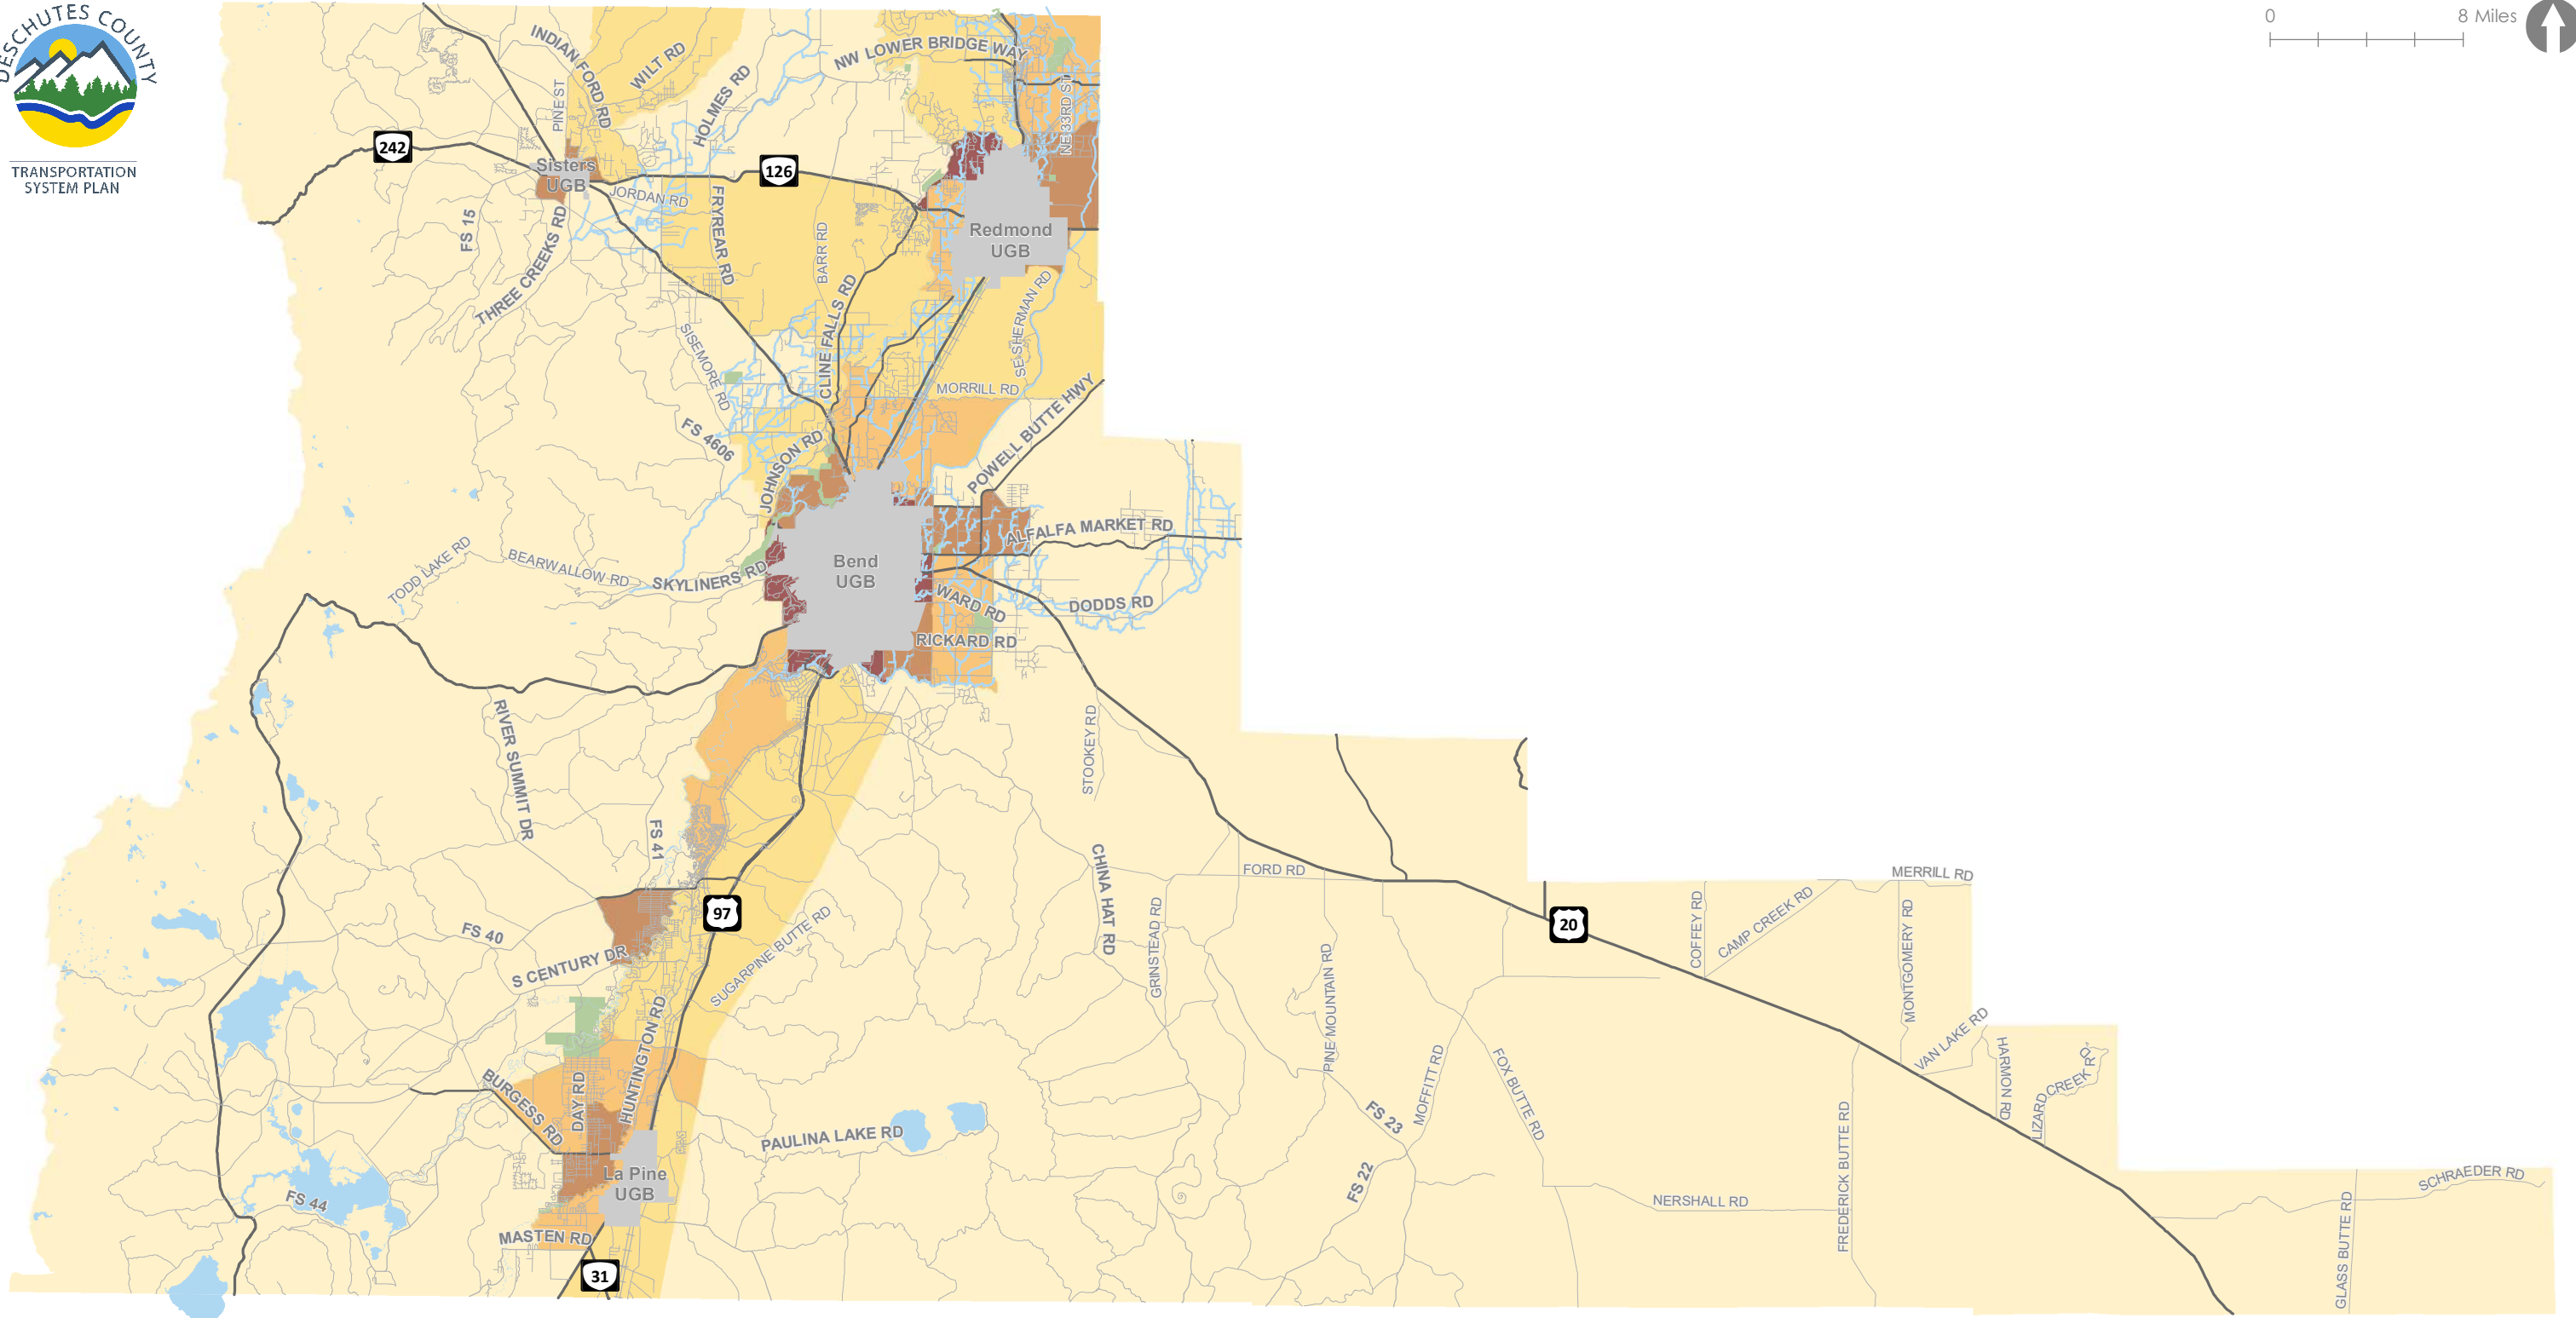 DESCHUTES COUNTY
TRANSPORTATION
SYSTEM PLAN
0
8 Miles
INDIAN FORD RD
WILT RD
PINE ST
HOLMES RD
NW LOWER BRIDGE WAY
NE 33RD ST
242
Sisters
UGB
126
JORDAN RD
FRYREAR RD
FS 15
THREE CREEKS RD
BARR RD
CLINE FALLS RD
Redmond
UGB
SE SHERMAN RD
SISEMORE RD
MORRILL RD
POWELL BUTTE HWY
FS 4606
JOHNSON RD
ALFALFA MARKET RD
TODD LAKE RD
BEARWALLOW RD
SKYLINERS RD
Bend
UGB
WARD RD
DODDS RD
RICKARD RD
RIVER SUMMIT DR
STOOKEY RD
FS 41
CHINA HAT RD
FORD RD
MERRILL RD
97
20
FS 40
S CENTURY DR
SUGARPINE BUTTE RD
GRINSTEAD RD
PINE MOUNTAIN RD
COFFEY RD
CAMP CREEK RD
MONTGOMERY RD
HUNTINGTON RD
BURGESS RD
DAY RD
MOFFITT RD
FOX BUTTE RD
VAN LAKE RD
HARMON RD
LIZARD CREEK RD
FS 23
PAULINA LAKE RD
FREDERICK BUTTE RD
La Pine
UGB
FS 44
FS 22
NERSHALL RD
SCHRAEDER RD
GLASS BUTTE RD
MASTEN RD
31